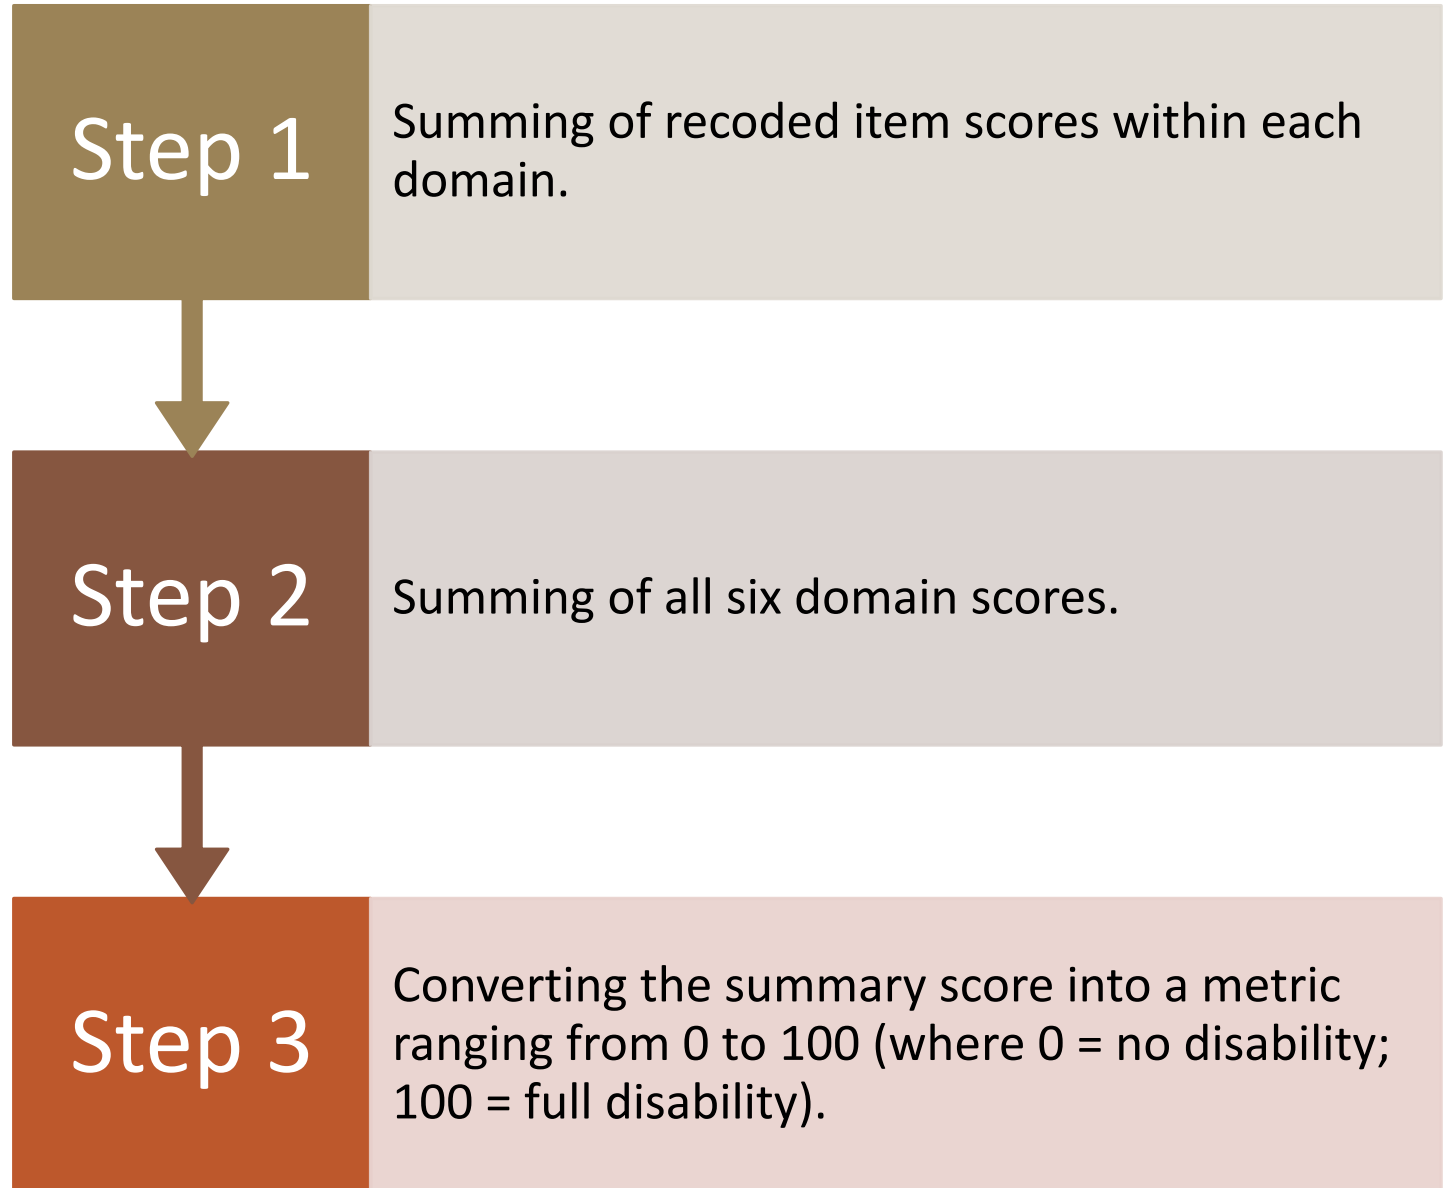 Step 1
Summing of recoded item scores within each
domain.
Step 2
Summing of all six domain scores.
Step 3
Converting the summary score into a metric
ranging from 0 to 100 (where 0 = no disability;
100 = full disability).